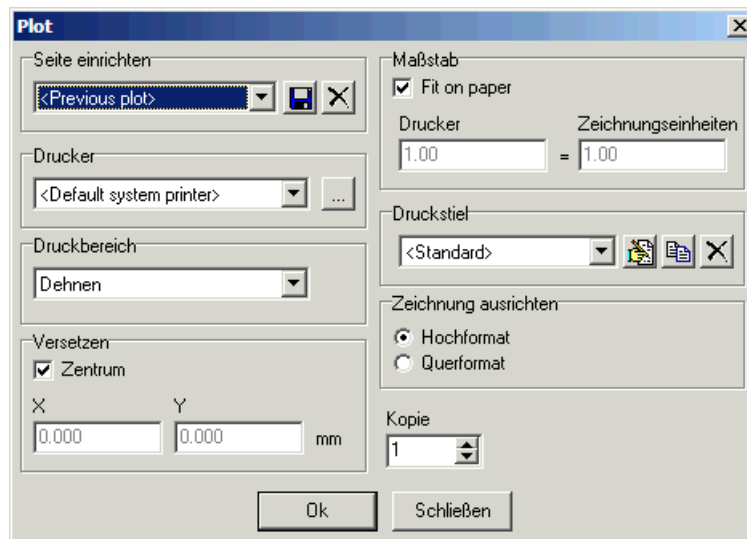 Plot
Seite einrichten
<Previous plot>
Drucker
<Default system printer>
...
Druckbereich
Dehnen
Versetzen
Zentrum
X
Y
0.000
0.000
mm
Maßstab
Fit on paper
Drucker
Zeichnungseinheiten
1.00
=
1.00
Druckstiel
<Standard>
Zeichnung ausrichten
Hochformat
Querformat
Kopie
1
Ok
Schließen